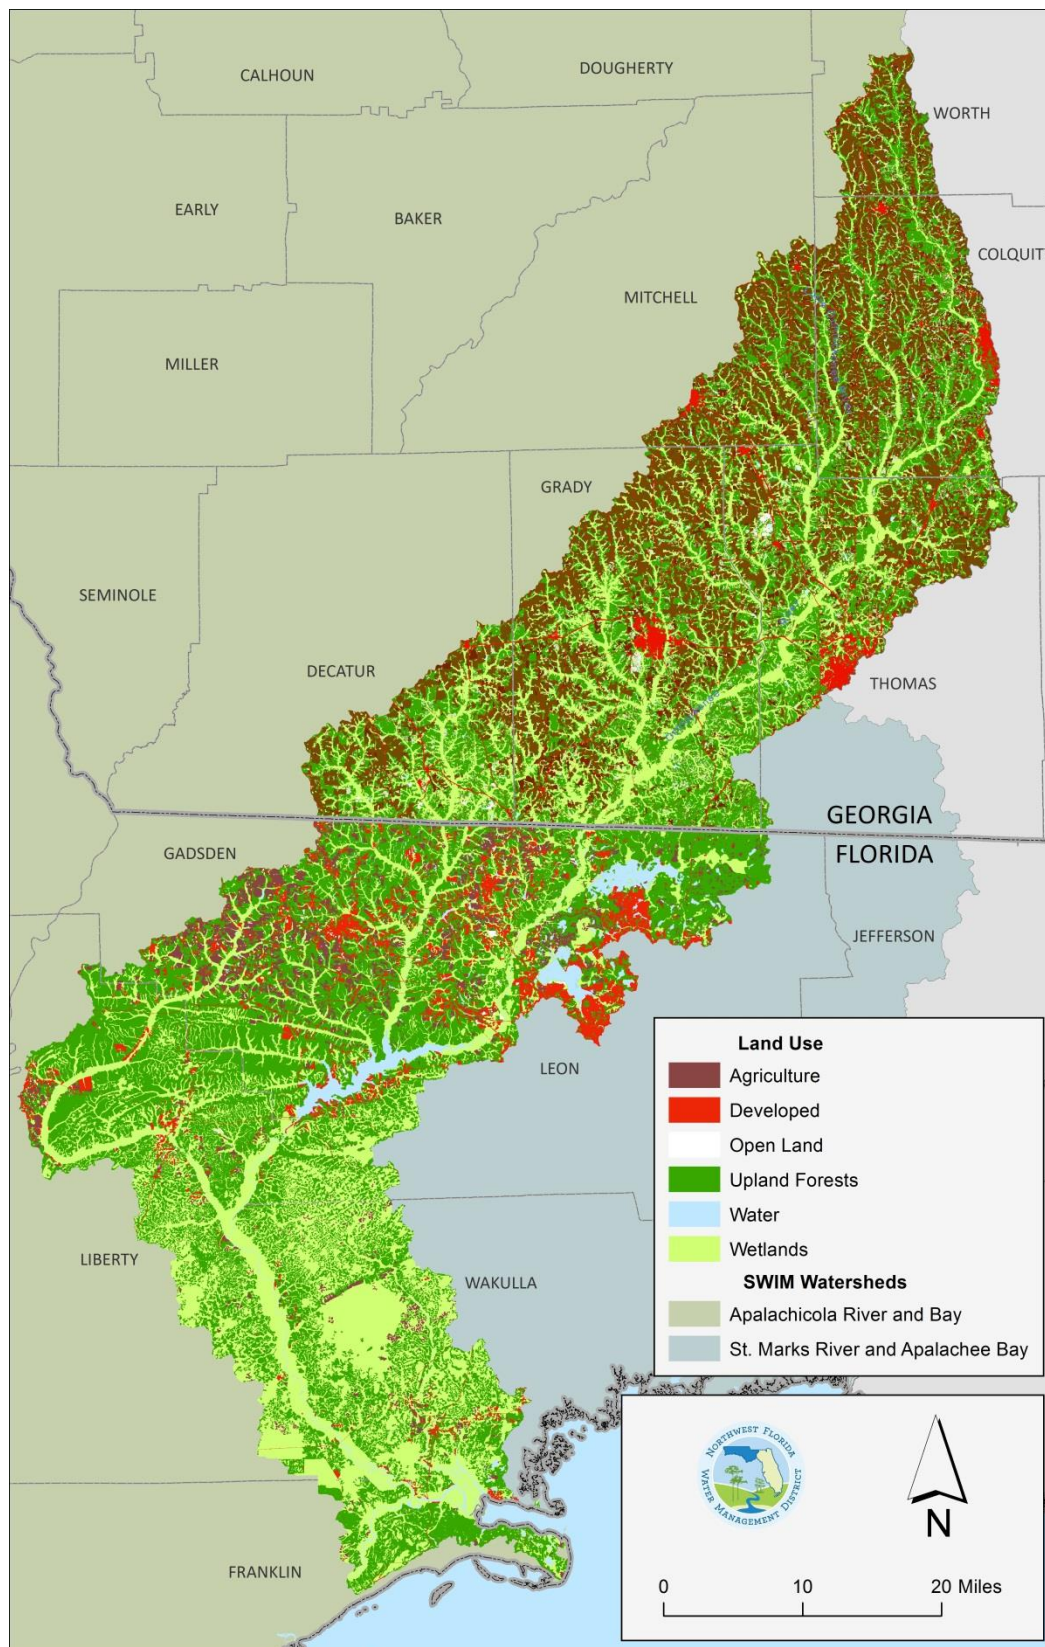 CALHOUN
DOUGHERTY
WORTH
EARLY
BAKER
COLQUIT
MITCHELL
MILLER
GRADY
SEMINOLE
DECATUR
THOMAS
GEORGIA
FLORIDA
GADSDEN
JEFFERSON
LEON
LIBERTY
WAKULLA
FRANKLIN
Land Use
Agriculture
Developed
Open Land
Upland Forests
Water
Wetlands
SWIM Watersheds
Apalachicola River and Bay
St. Marks River and Apalachee Bay
NORTHWEST FLORIDA
WATER MANAGEMENT DISTRICT
N
0 10 20 Miles